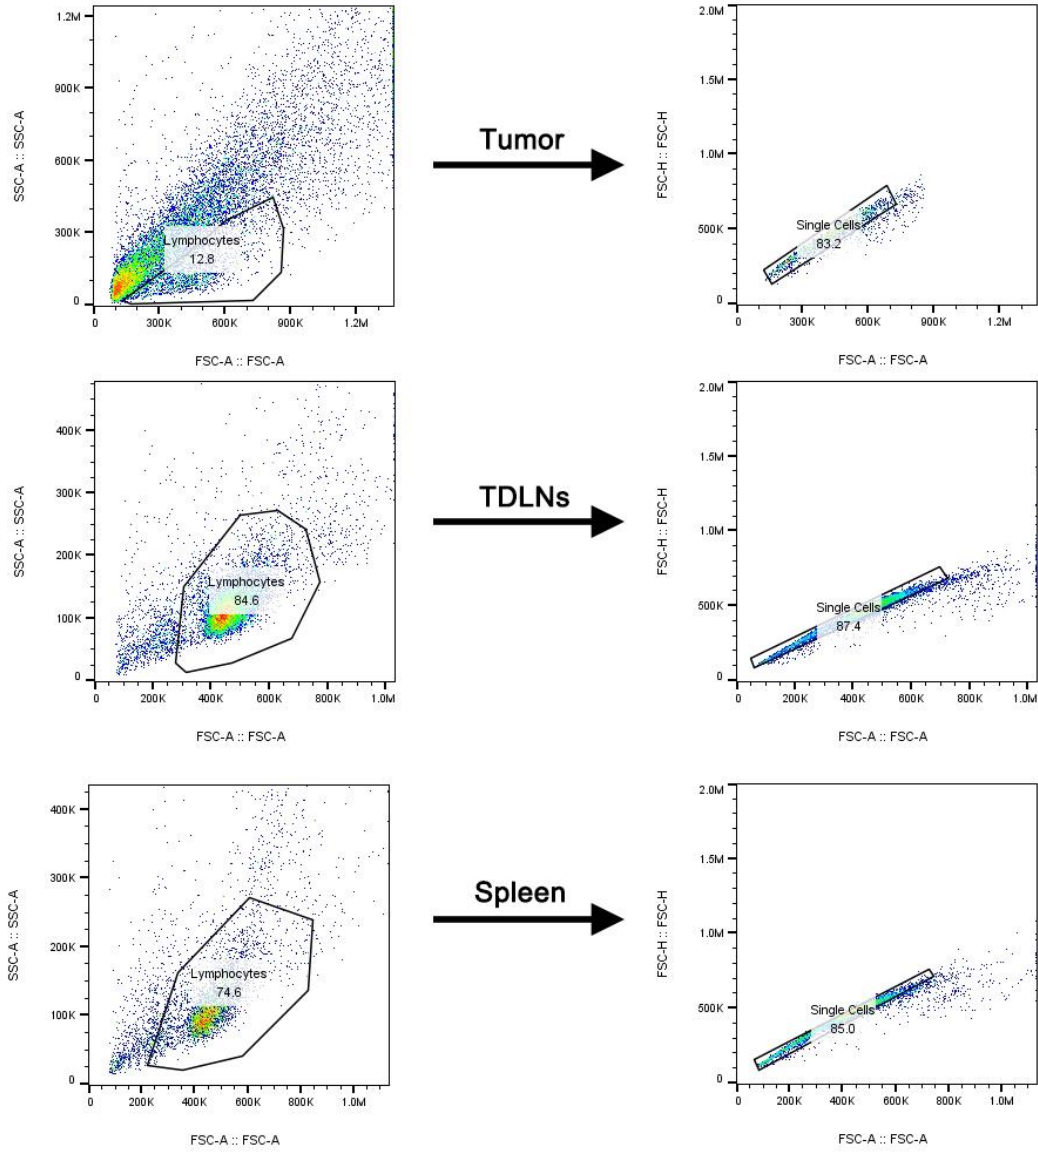 1.2M
900K
600K
300K
0
SSC-A :: SSC-A
Lymphocytes
12.8
0 300K 600K 900K 1.2M
FSC-A :: FSC-A
Tumor
2.0M
1.5M
1.0M
500K
0
FSC-H :: FSC-H
Single Cells
83.2
0 300K 600K 900K 1.2M
FSC-A :: FSC-A
400K
300K
200K
100K
0
SSC-A :: SSC-A
Lymphocytes
84.6
0 200K 400K 600K 800K 1.0M
FSC-A :: FSC-A
TDLNs
2.0M
1.5M
1.0M
500K
0
FSC-H :: FSC-H
Single Cells
87.4
0 200K 400K 600K 800K 1.0M
FSC-A :: FSC-A
400K
300K
200K
100K
0
SSC-A :: SSC-A
Lymphocytes
74.6
0 200K 400K 600K 800K 1.0M
FSC-A :: FSC-A
Spleen
2.0M
1.5M
1.0M
500K
0
FSC-H :: FSC-H
Single Cells
85.0
0 200K 400K 600K 800K 1.0M
FSC-A :: FSC-A